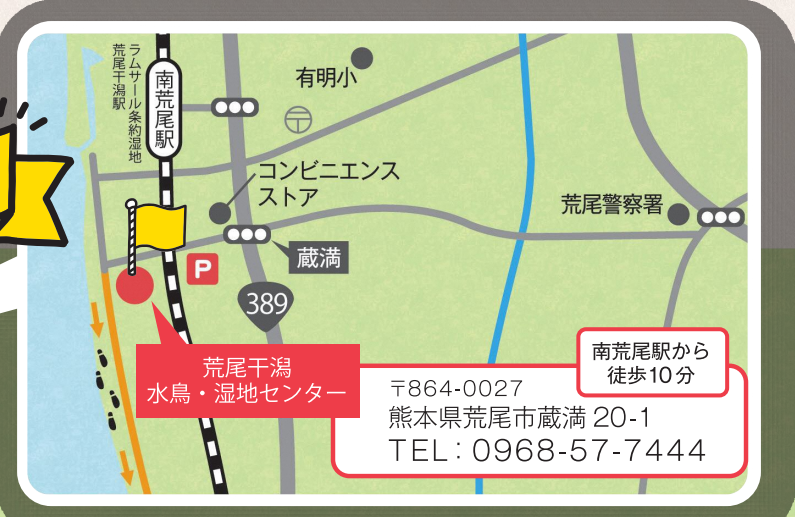 ラムサール条約湿地
荒尾干潟駅
南荒尾駅
有明小
〒
コンビニエンス
ストア
荒尾警察署
蔵満
P
389
荒尾干潟
水鳥・湿地センター
南荒尾駅から
徒歩10分
〒864-0027
熊本県荒尾市蔵満 20-1
TEL：0968-57-7444